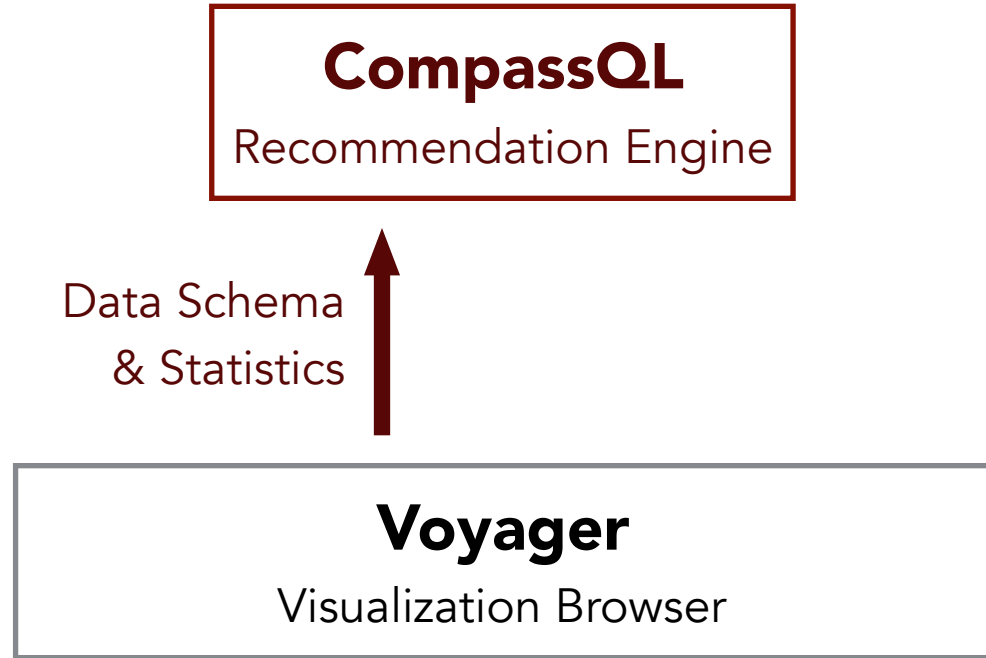 CompassQL
Recommendation Engine
Data Schema
& Statistics
Voyager
Visualization Browser